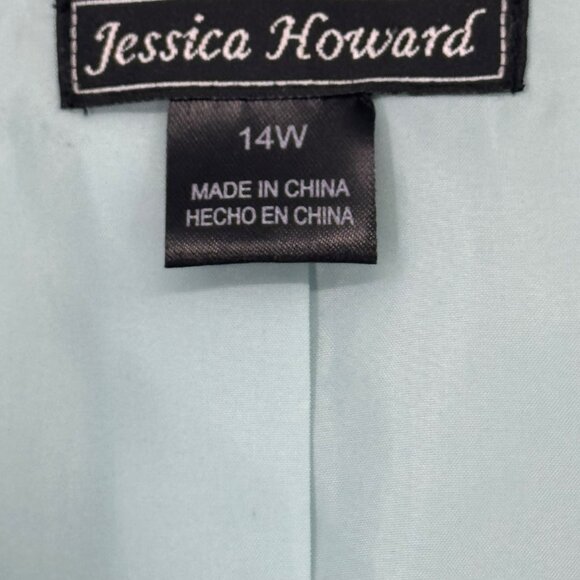 Jessica Howard
14W
MADE IN CHINA
HECHO EN CHINA